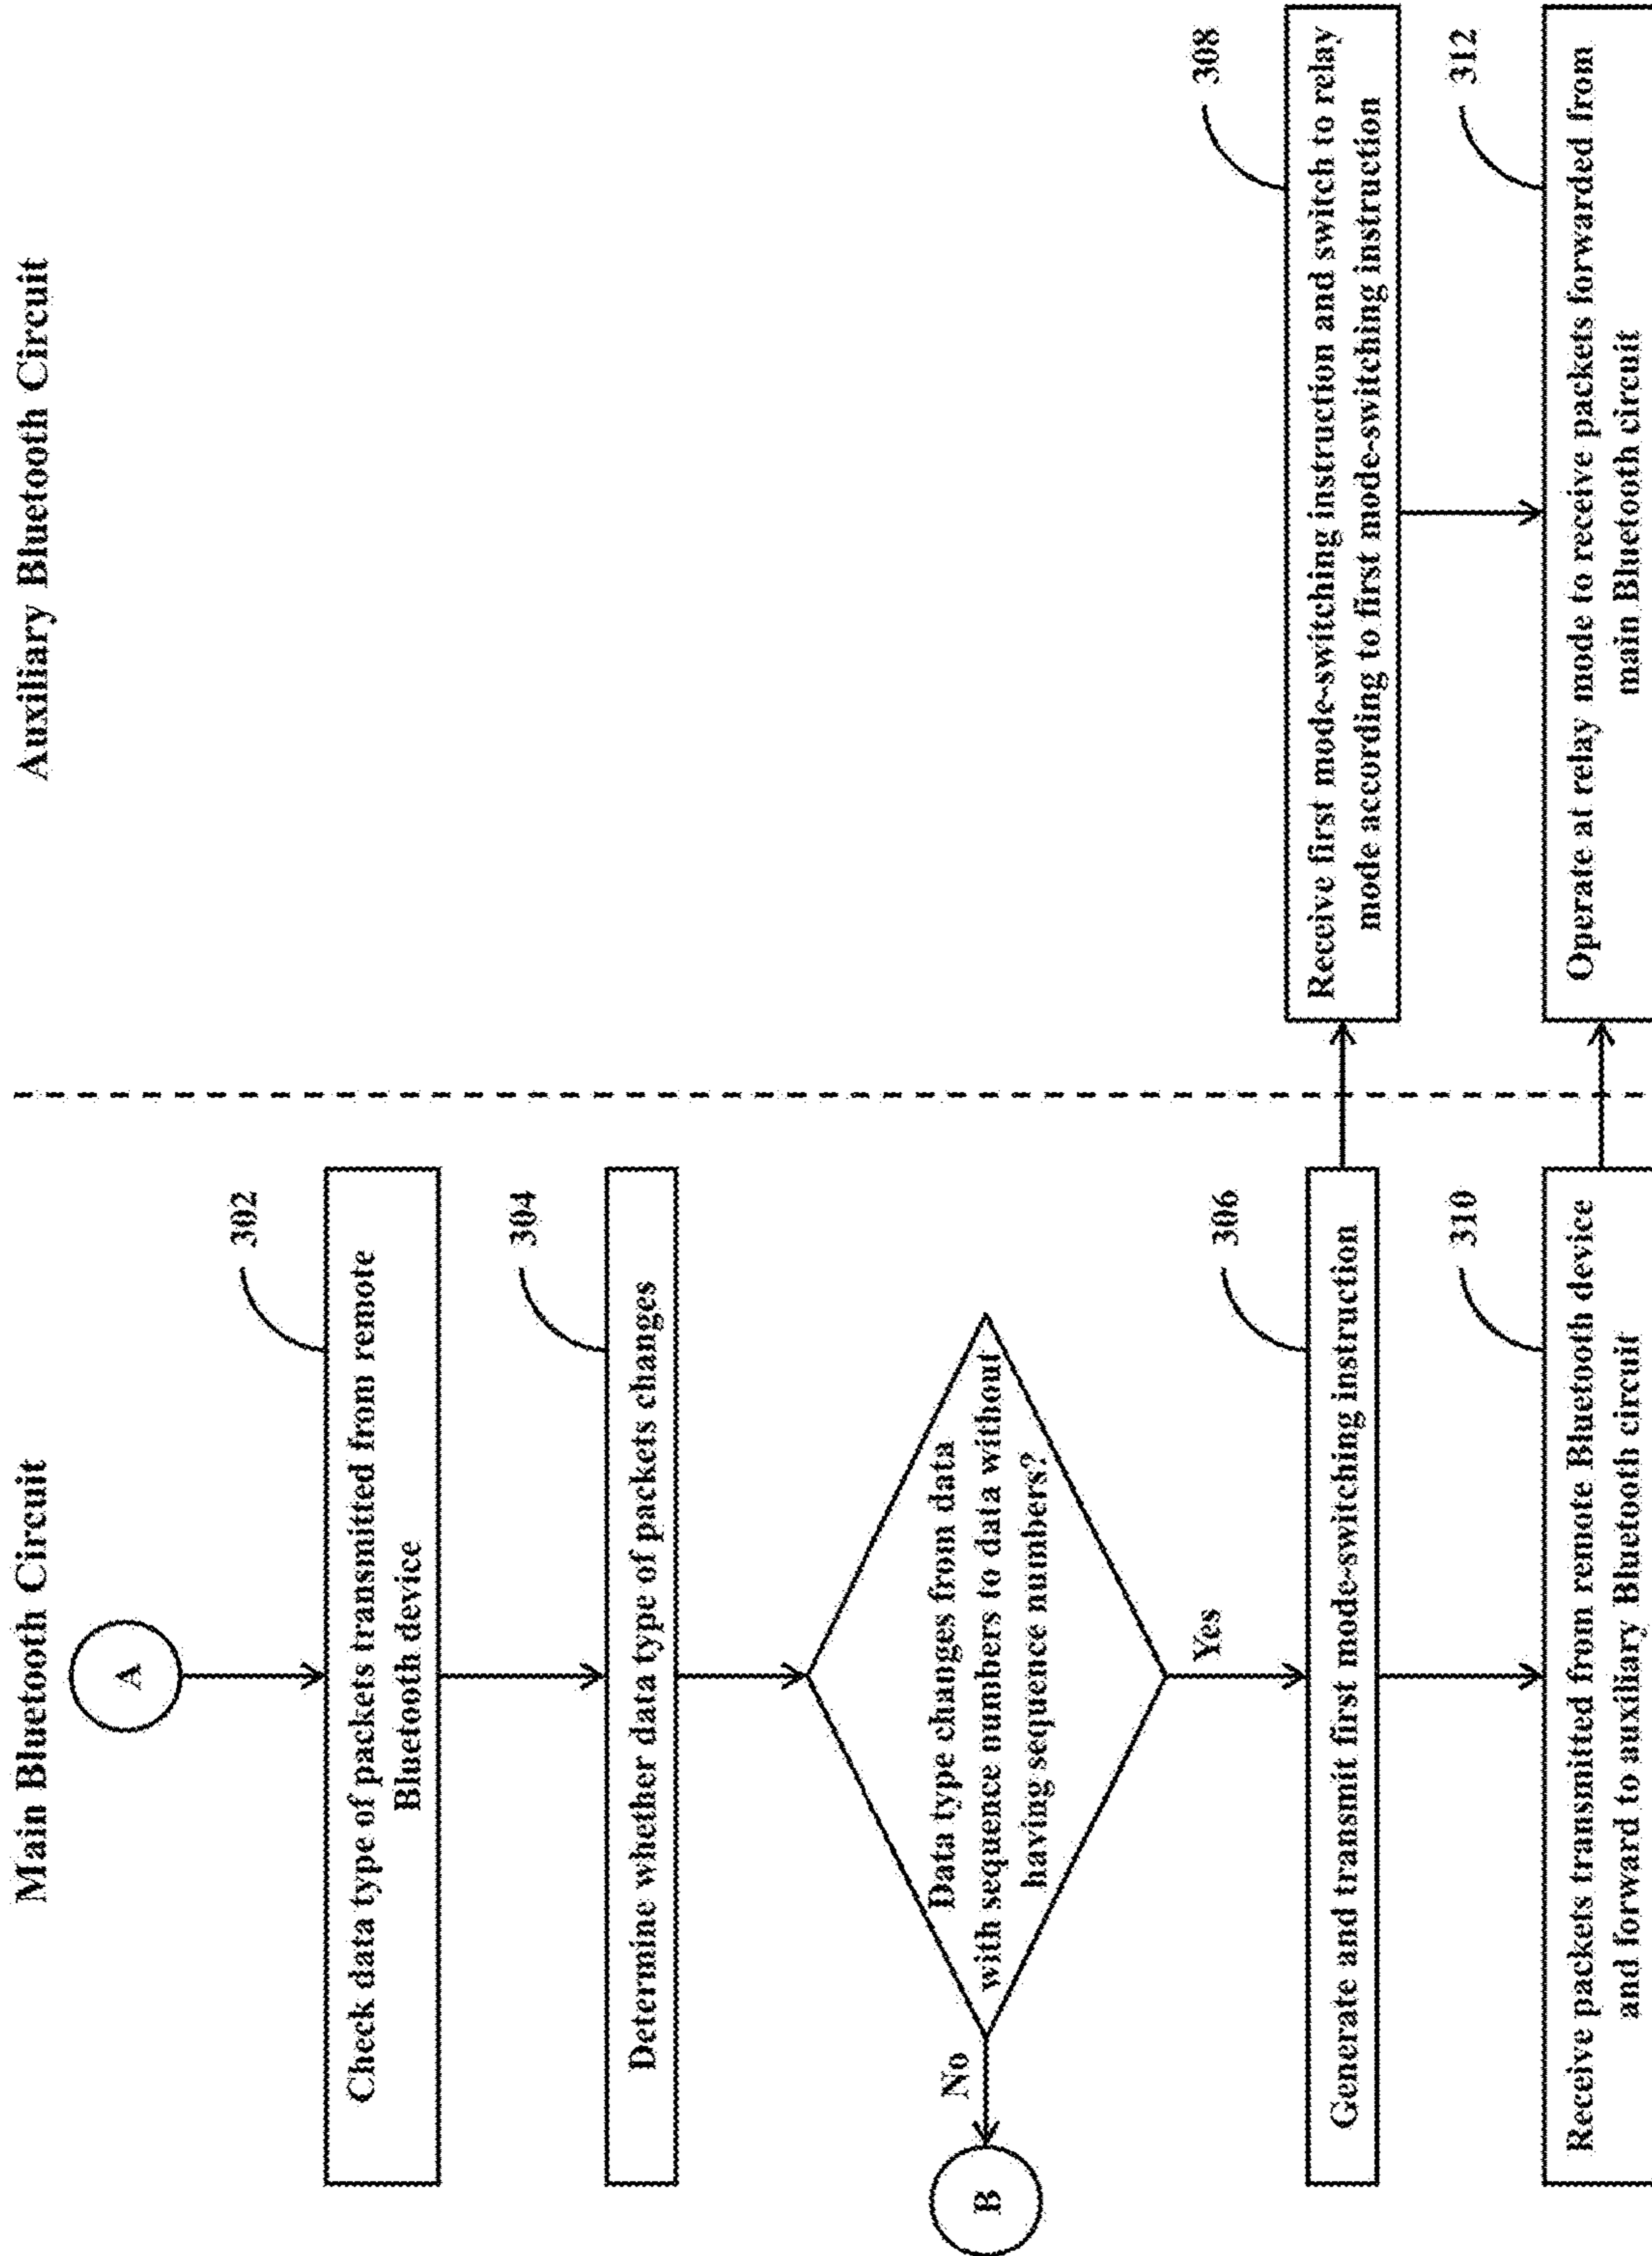 Main Bluetooth Circuit
Auxiliary Bluetooth Circuit
A
302
Check data type of packets transmitted from remote
Bluetooth device
304
Determine whether data type of packets changes
Data type changes from data
with sequence numbers to data without
having sequence numbers?
No
B
Yes
306
Generate and transmit first mode-switching instruction
308
Receive first mode-switching instruction and switch to relay
mode according to first mode-switching instruction
310
Receive packets transmitted from remote Bluetooth device
and forward to auxiliary Bluetooth circuit
312
Operate at relay mode to receive packets forwarded from
main Bluetooth circuit